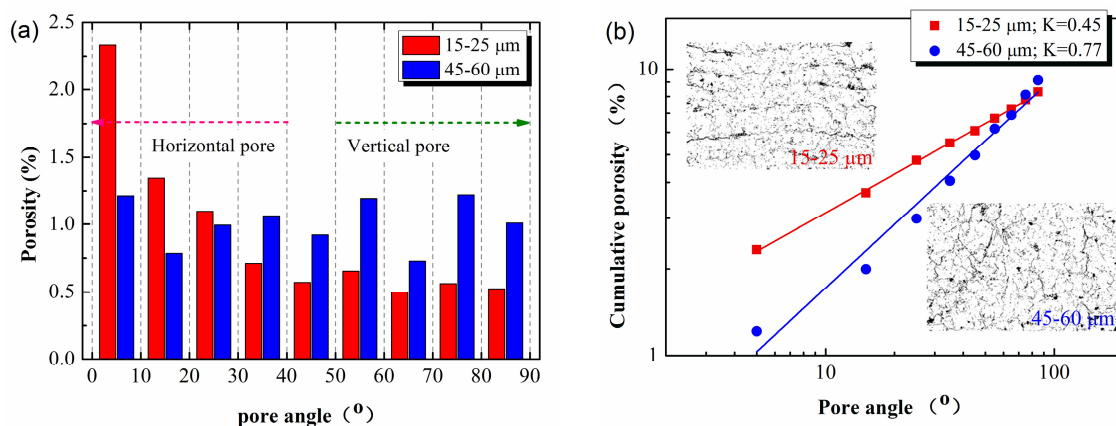 (a)
2.5
2.0
1.5
1.0
0.5
0.0
Porosity (%)
15-25 μm
45-60 μm
Horizontal pore
Vertical pore
0 10 20 30 40 50 60 70 80 90
pore angle (°)
(b)
10
1
Cumulative porosity (%)
15-25 μm; K=0.45
45-60 μm; K=0.77
15-25 μm
45-60 μm
10 100
Pore angle (°)